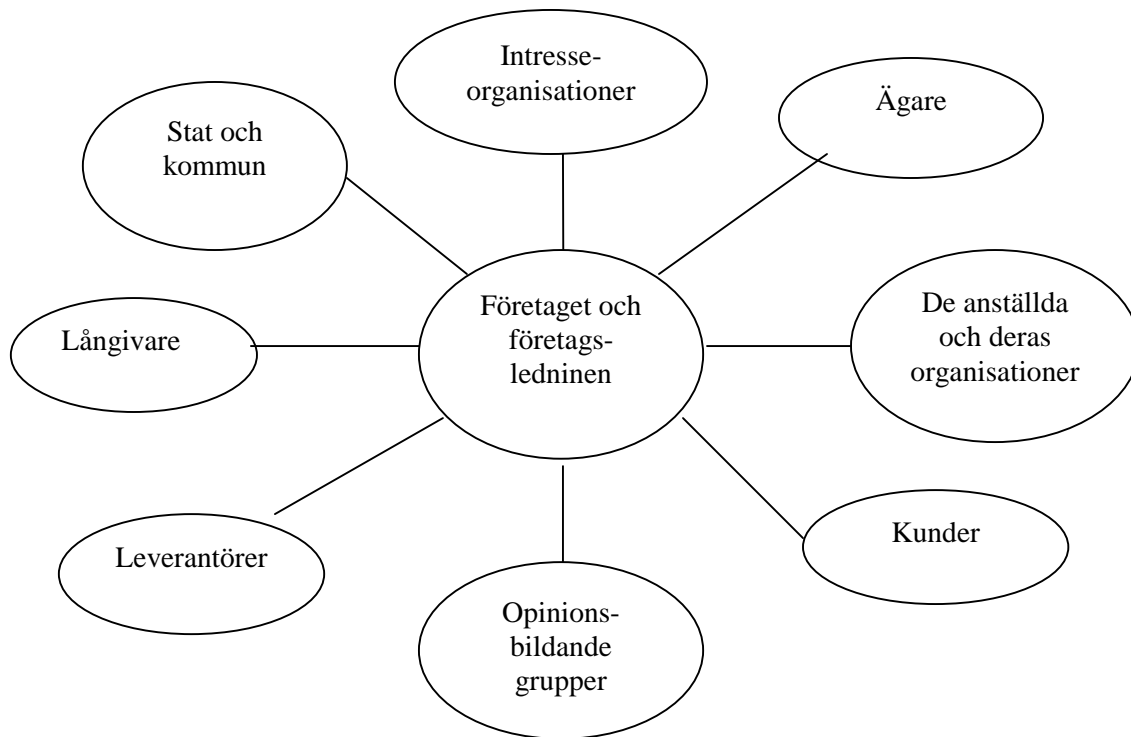 Intresse-
organisationer
Ägare
Stat och
kommun
Företaget och
företags-
ledninen
De anställda
och deras
organisationer
Långivare
Leverantörer
Kunder
Opinions-
bildande
grupper